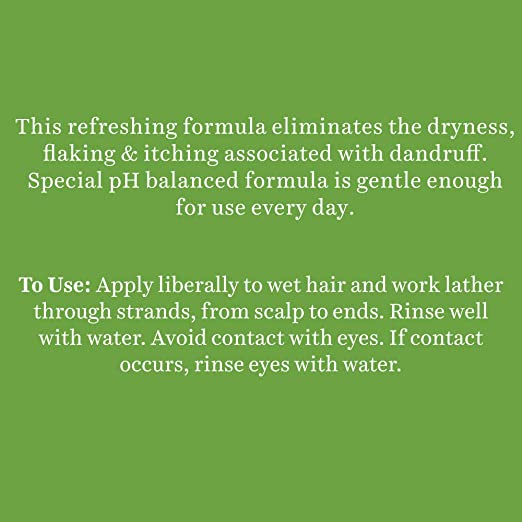 This refreshing formula eliminates the dryness,
flaking & itching associated with dandruff.
Special pH balanced formula is gentle enough
for use every day.
To Use: Apply liberally to wet hair and work lather
through strands, from scalp to ends. Rinse well
with water. Avoid contact with eyes. If contact
occurs, rinse eyes with water.